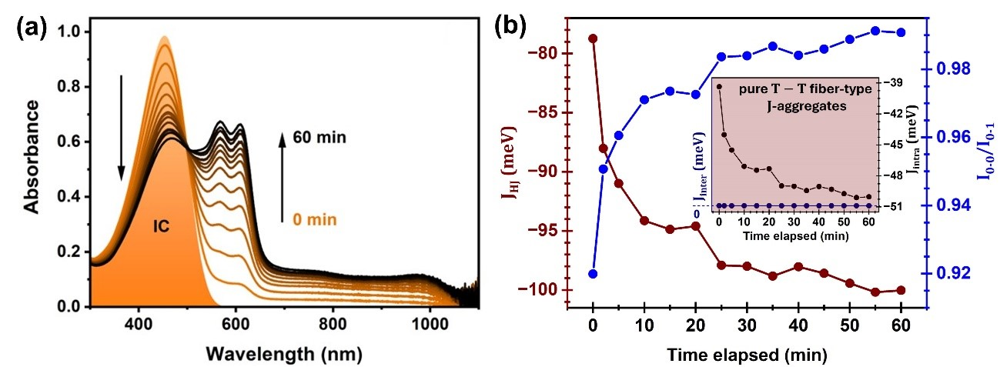 (a)
1.0
0.8
0.6
0.4
0.2
0.0
Absorbance
IC
60 min
0 min
400 600 800 1000
Wavelength (nm)
(b)
−80
−85
−90
−95
−100
J_HJ (meV)
pure T − T fiber-type
J-aggregates
J_Inter (meV)
0
−39
−42
−45
−48
−51
J_Intra (meV)
0 10 20 30 40 50 60
Time elapsed (min)
0.98
0.96
0.94
0.92
I_0-0/I_0-1
0 10 20 30 40 50 60
Time elapsed (min)